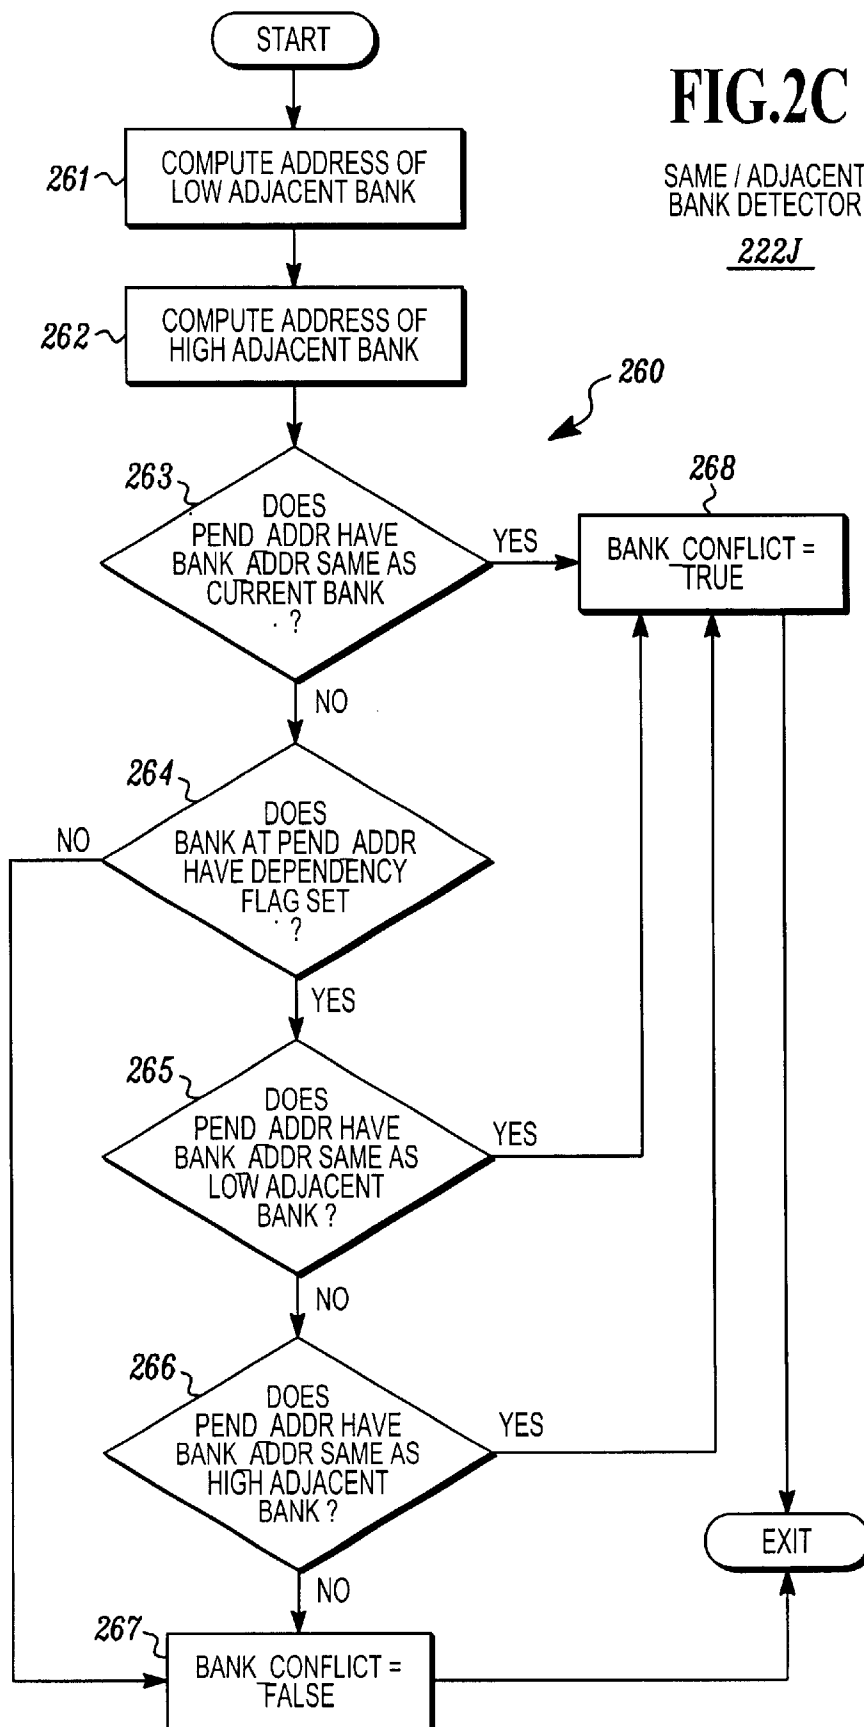 START
FIG.2C
SAME / ADJACENT
BANK DETECTOR
222J
261
COMPUTE ADDRESS OF
LOW ADJACENT BANK
262
COMPUTE ADDRESS OF
HIGH ADJACENT BANK
260
263
DOES
PEND_ADDR HAVE
BANK_ADDR SAME AS
CURRENT BANK
?
YES
268
BANK_CONFLICT =
TRUE
NO
264
DOES
BANK AT PEND_ADDR
HAVE DEPENDENCY
FLAG SET
?
NO
YES
265
DOES
PEND_ADDR HAVE
BANK_ADDR SAME AS
LOW ADJACENT
BANK ?
YES
NO
266
DOES
PEND_ADDR HAVE
BANK_ADDR SAME AS
HIGH ADJACENT
BANK ?
YES
NO
EXIT
267
BANK_CONFLICT =
FALSE